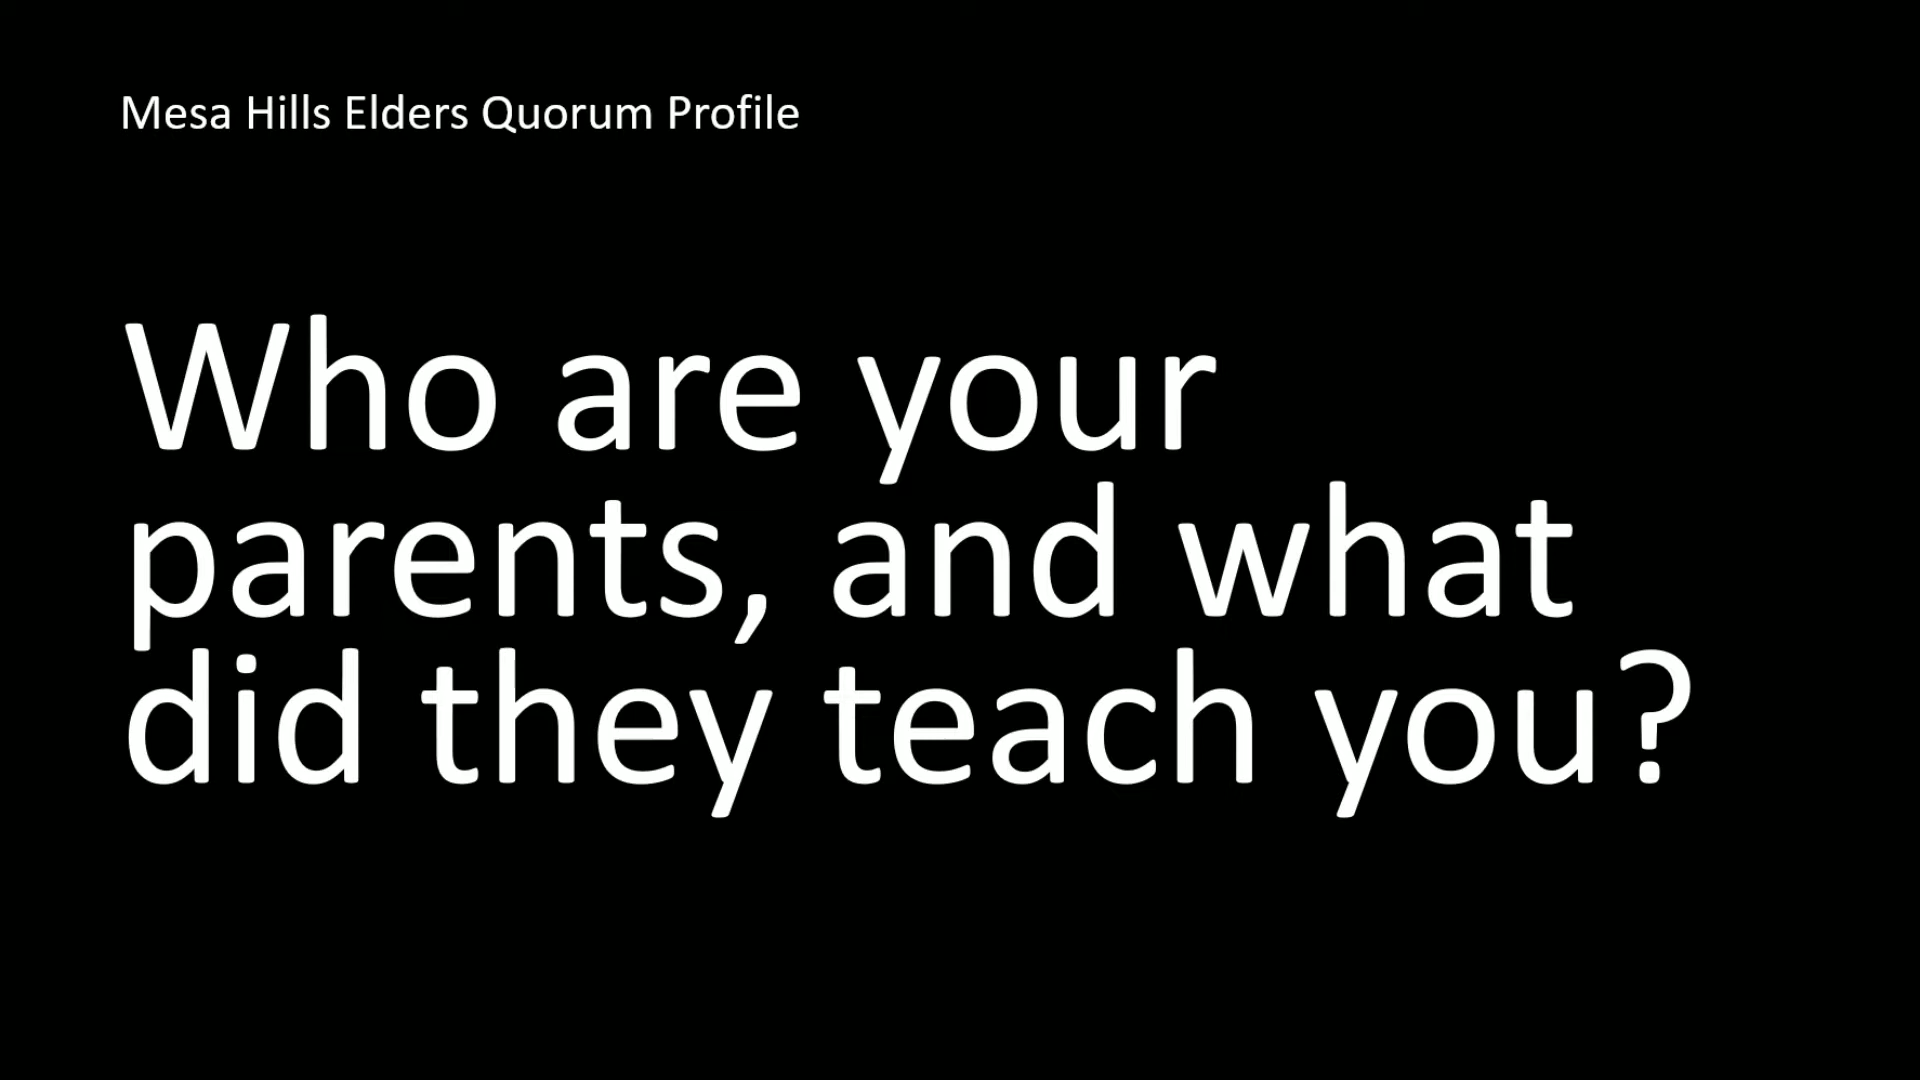 Mesa Hills Elders Quorum Profile
Who are your
parents, and what
did they teach you?